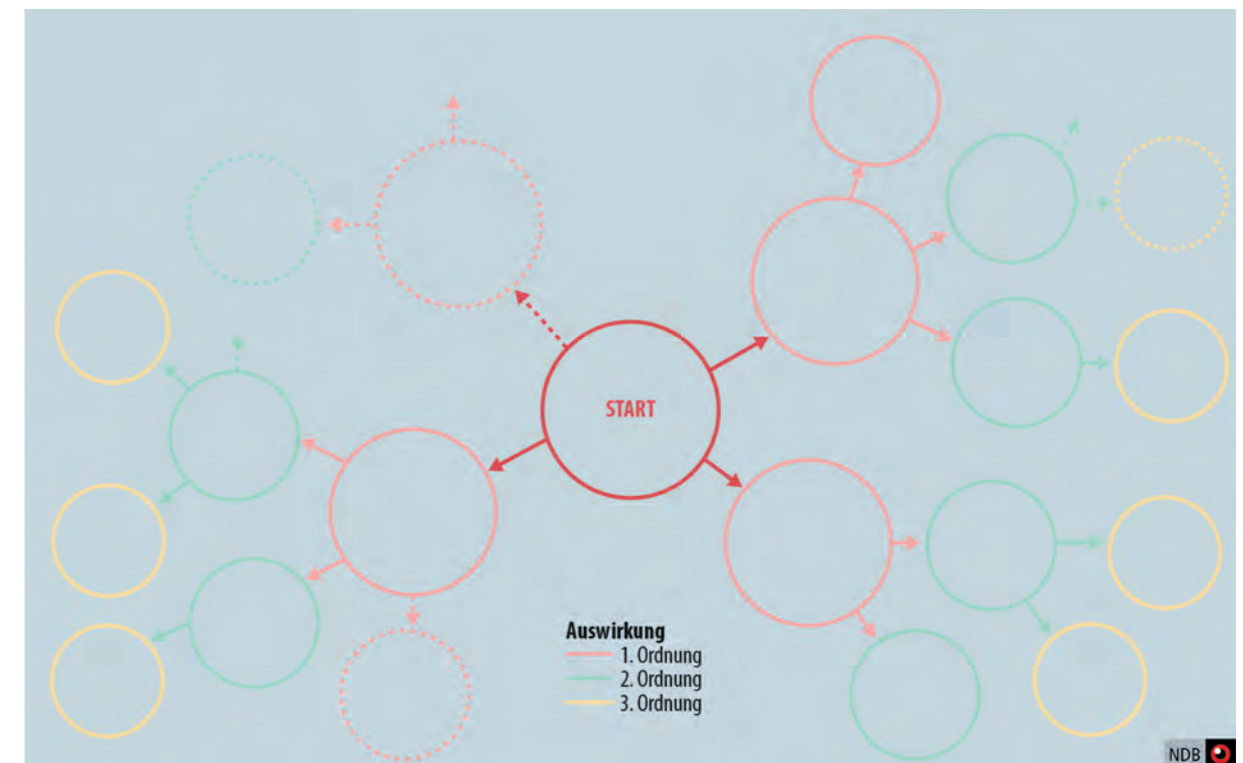 START
Auswirkung
1. Ordnung
2. Ordnung
3. Ordnung
NDB